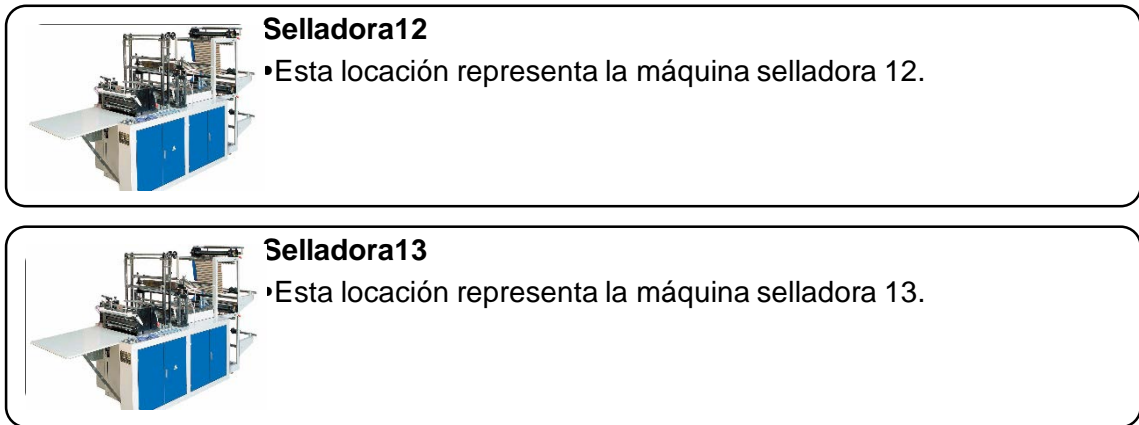 Selladora12
•Esta locación representa la máquina selladora 12.
Selladora13
•Esta locación representa la máquina selladora 13.